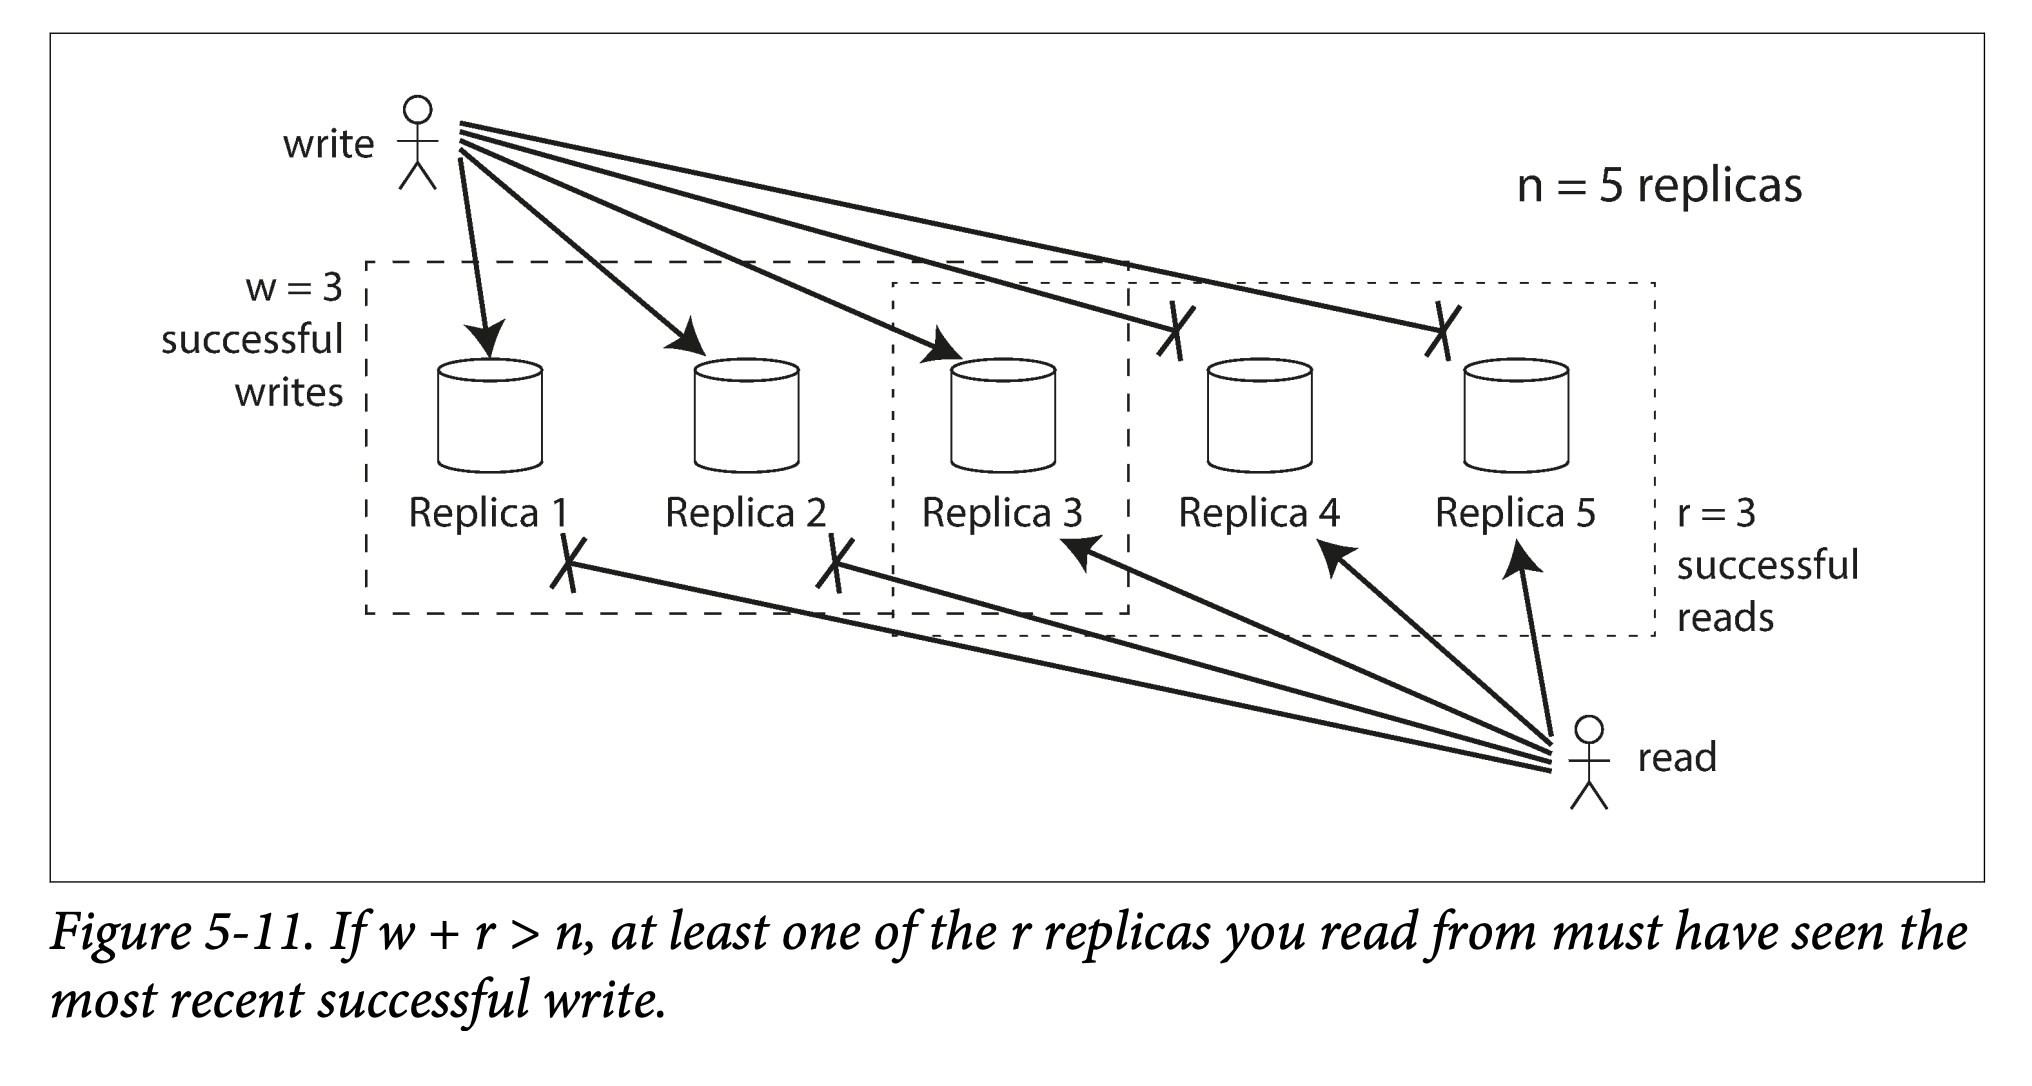 write
n = 5 replicas
w = 3
successful
writes
Replica 1
Replica 2
Replica 3
Replica 4
Replica 5
r = 3
successful
reads
read
Figure 5-11. If w + r > n, at least one of the r replicas you read from must have seen the
most recent successful write.